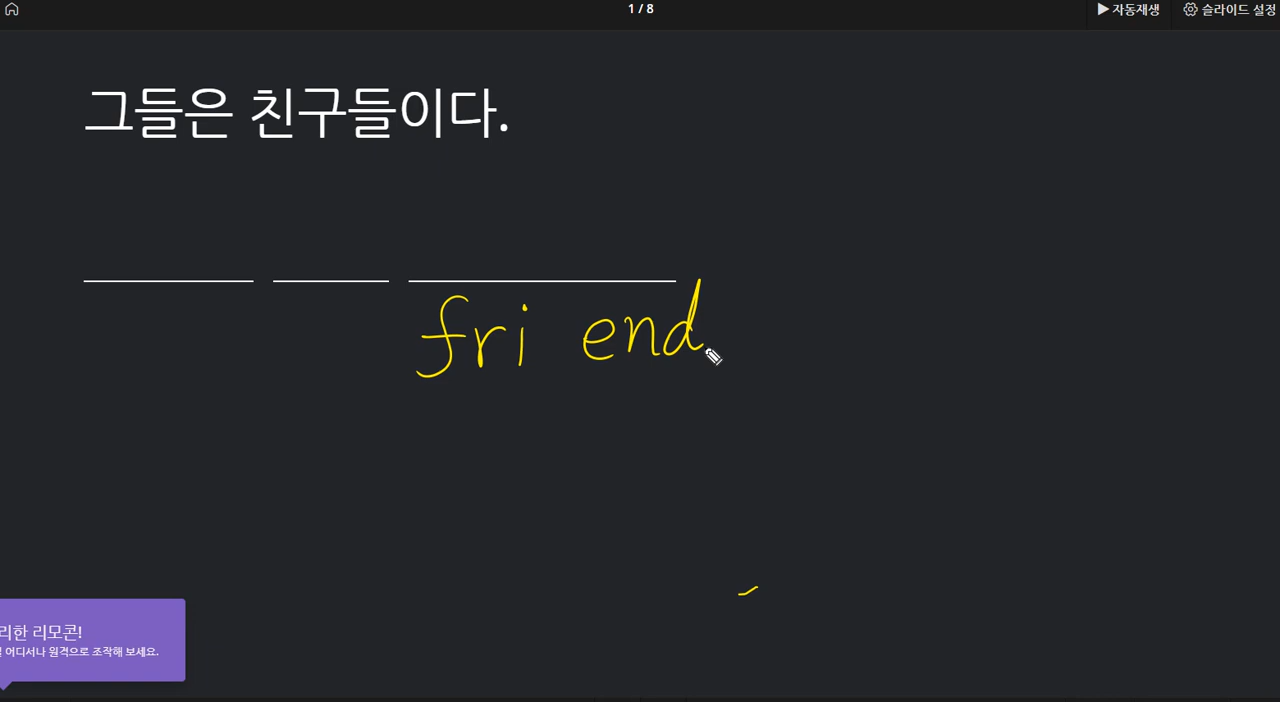 1 / 8
자동재생
슬라이드 설정
그들은 친구들이다.
fri end
리한 리모콘!
어디서나 원격으로 조작해 보세요.